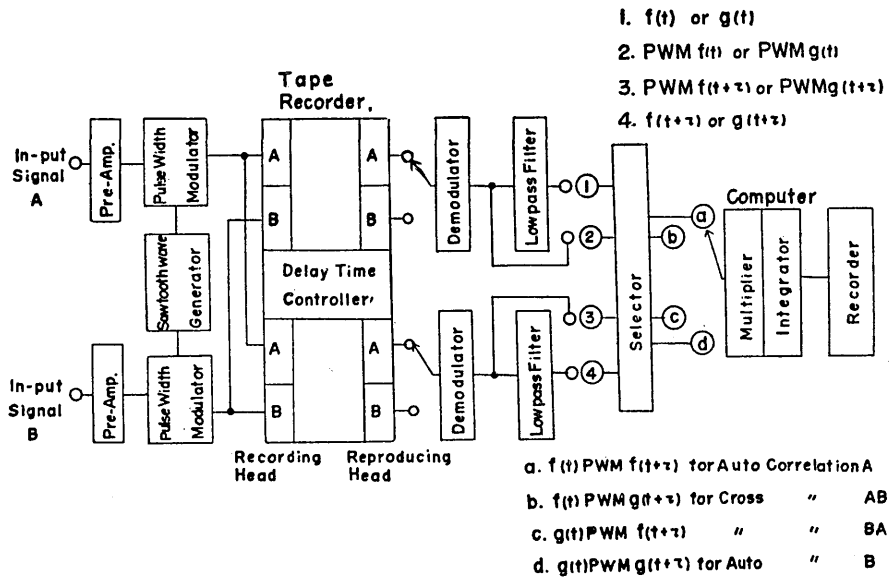 1. f(t) or g(t)
2. PWM f(t) or PWM g(t)
3. PWM f(t+τ) or PWM g(t+τ)
4. f(t+τ) or g(t+τ)
Tape
Recorder,
In-put
Signal
A
Pre-Amp.
Pulse Width
Modulator
Sawtooth wave
Generator
In-put
Signal
B
Pre-Amp.
Pulse Width
Modulator
A
B
A
B
Delay Time
Controller,
A
B
A
B
Recording
Head
Reproducing
Head
Demodulator
Lowpass Filter
Demodulator
Lowpass Filter
1
2
3
4
Selector
a
b
c
d
Computer
Multiplier
Integrator
Recorder
a. f(t) PWM f(t+τ) for Auto Correlation A
b. f(t) PWM g(t+τ) for Cross " AB
c. g(t) PWM f(t+τ) " " BA
d. g(t) PWM g(t+τ) for Auto " B